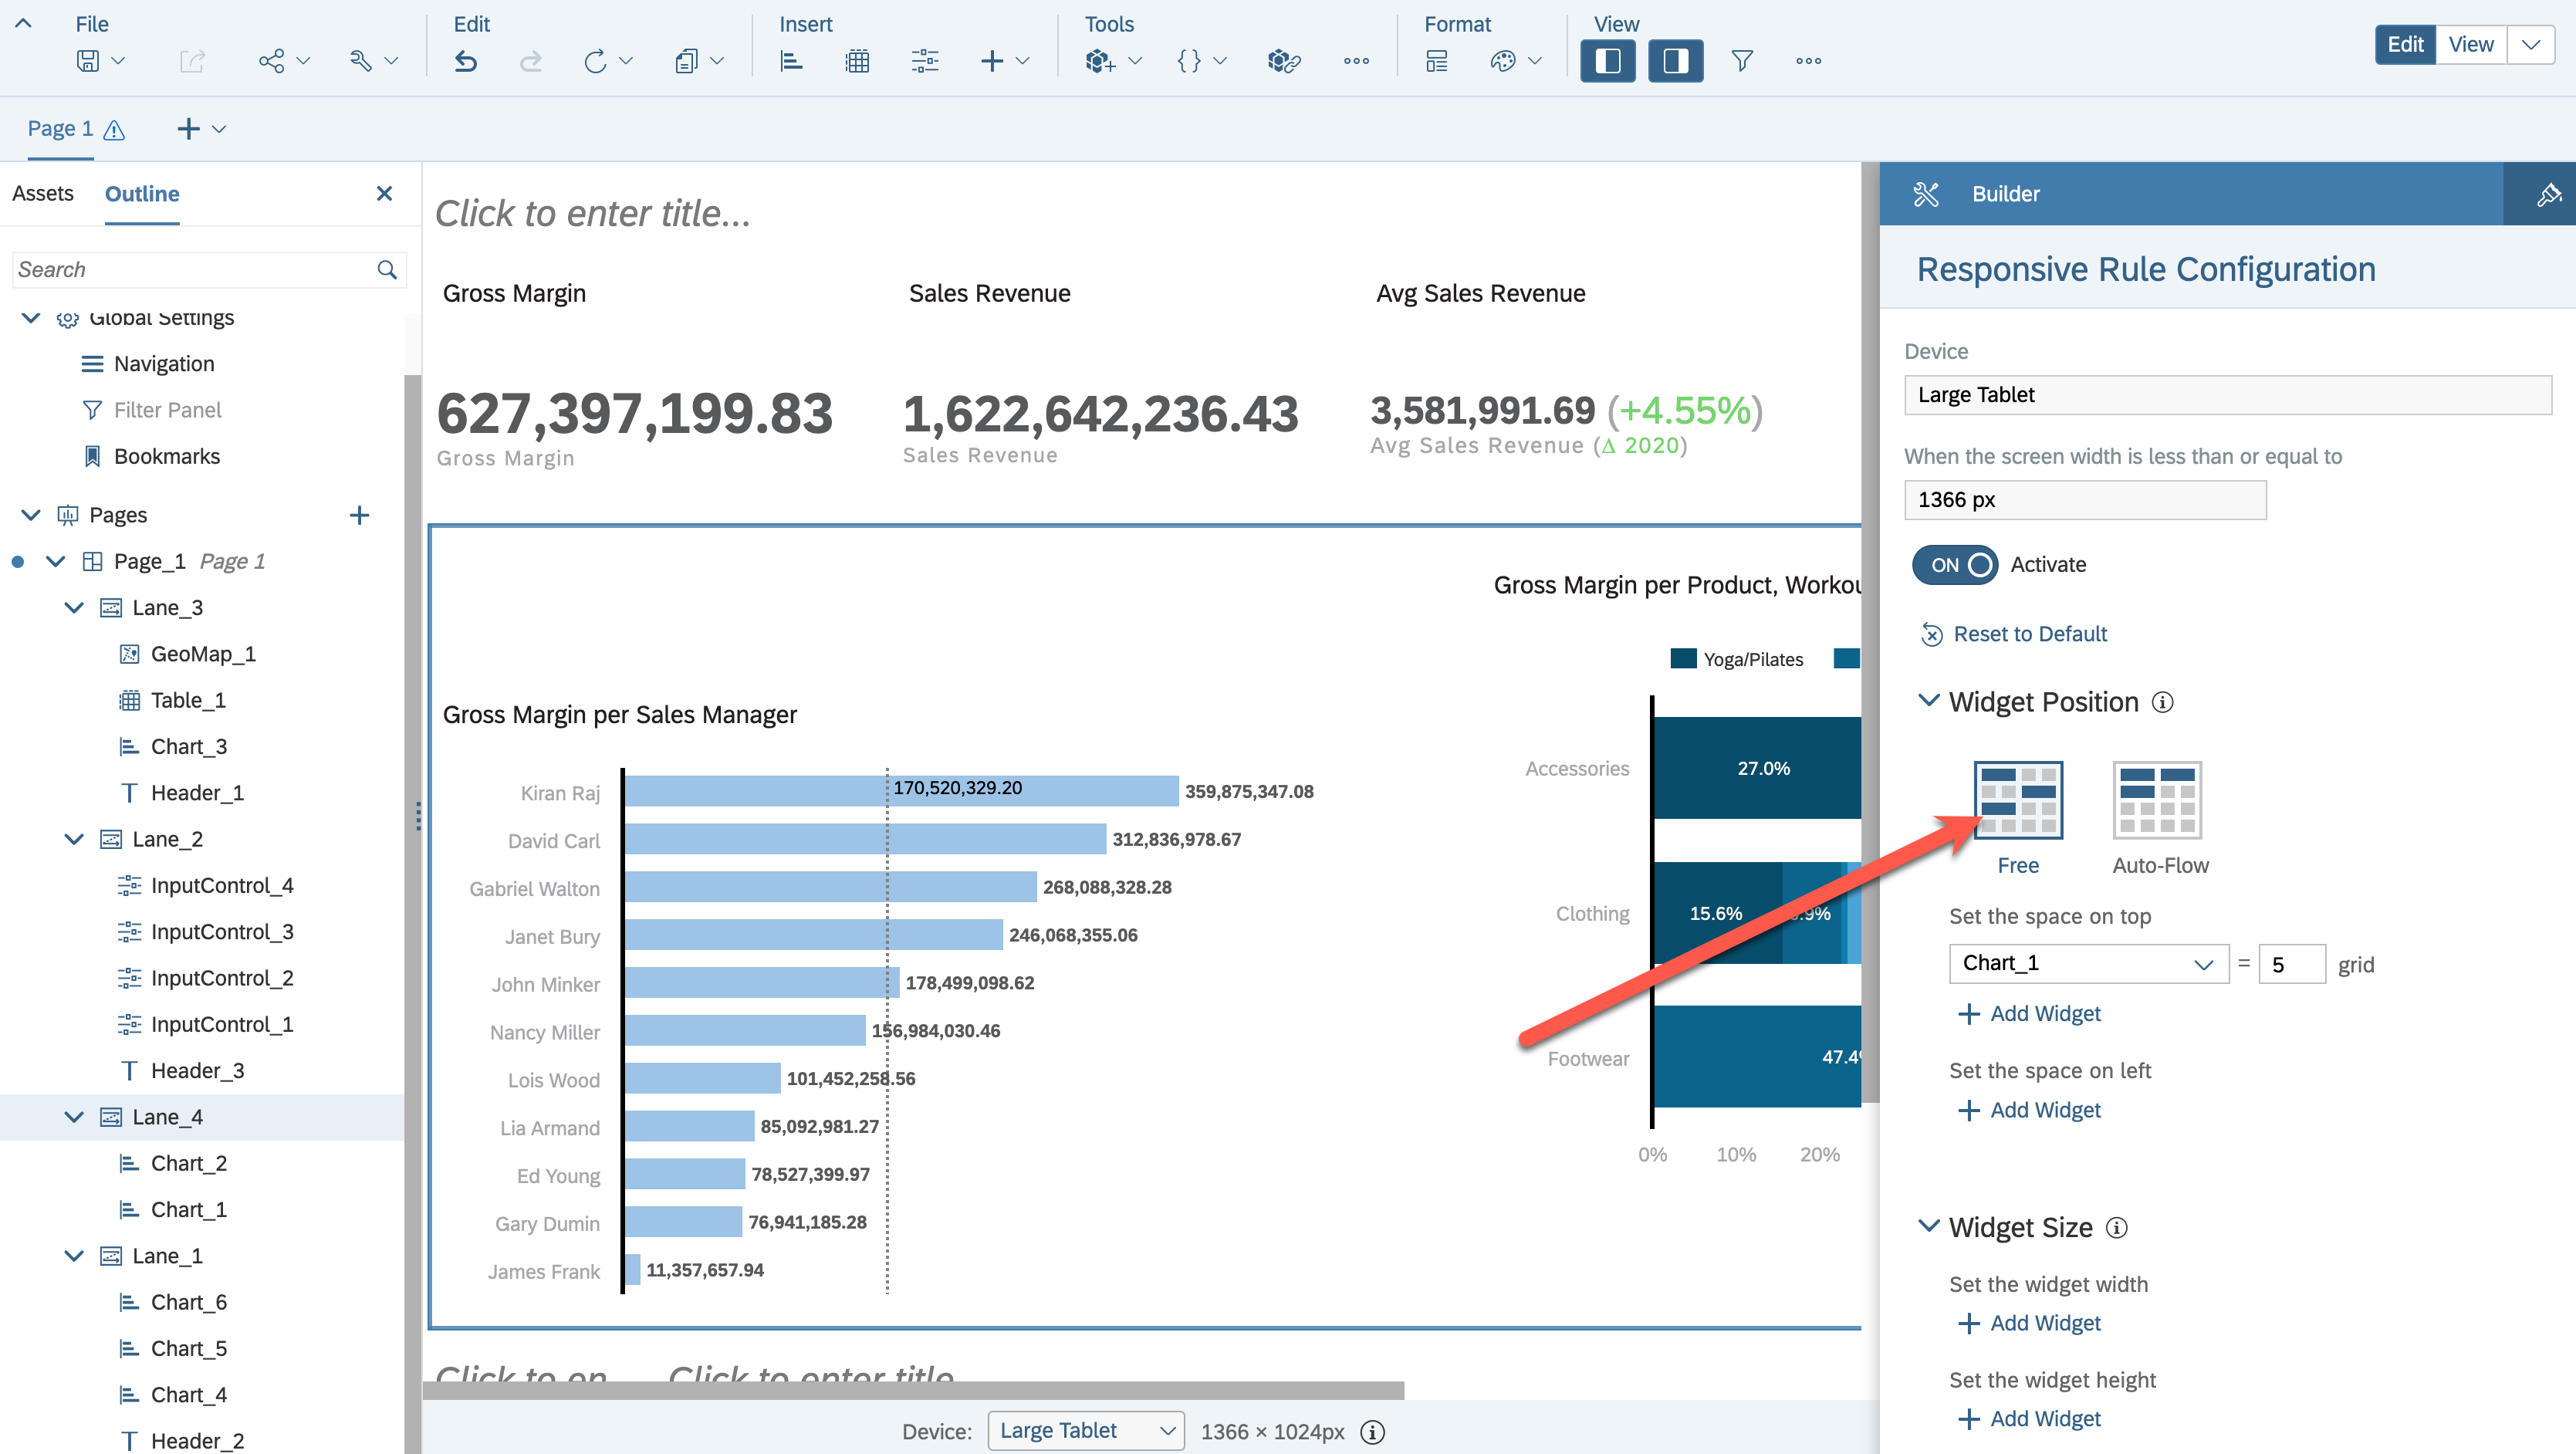 File Edit Insert Tools Format View
Edit View
Page 1
Assets Outline
Search
Global Settings
Navigation
Filter Panel
Bookmarks
Pages
Page_1 Page 1
Lane_3
GeoMap_1
Table_1
Chart_3
Header_1
Lane_2
InputControl_4
InputControl_3
InputControl_2
InputControl_1
Header_3
Lane_4
Chart_2
Chart_1
Lane_1
Chart_6
Chart_5
Chart_4
Header_2
Click to enter title...
Gross Margin
627,397,199.83
Gross Margin
Sales Revenue
1,622,642,236.43
Sales Revenue
Avg Sales Revenue
3,581,991.69 (+4.55%)
Avg Sales Revenue (Δ 2020)
Gross Margin per Sales Manager
170,520,329.20
Kiran Raj 359,875,347.08
David Carl 312,836,978.67
Gabriel Walton 268,088,328.28
Janet Bury 246,068,355.06
John Minker 178,499,098.62
Nancy Miller 156,984,030.46
Lois Wood 101,452,258.56
Lia Armand 85,092,981.27
Ed Young 78,527,399.97
Gary Dumin 76,941,185.28
James Frank 11,357,657.94
Gross Margin per Product, Workou
Yoga/Pilates
Accessories 27.0%
Clothing 15.6%
Footwear 47.4
0% 10% 20%
Click to en Click to enter title
Device: Large Tablet 1366 × 1024px
Builder
Responsive Rule Configuration
Device
Large Tablet
When the screen width is less than or equal to
1366 px
ON Activate
Reset to Default
Widget Position
Free Auto-Flow
Set the space on top
Chart_1 = 5 grid
Add Widget
Set the space on left
Add Widget
Widget Size
Set the widget width
Add Widget
Set the widget height
Add Widget